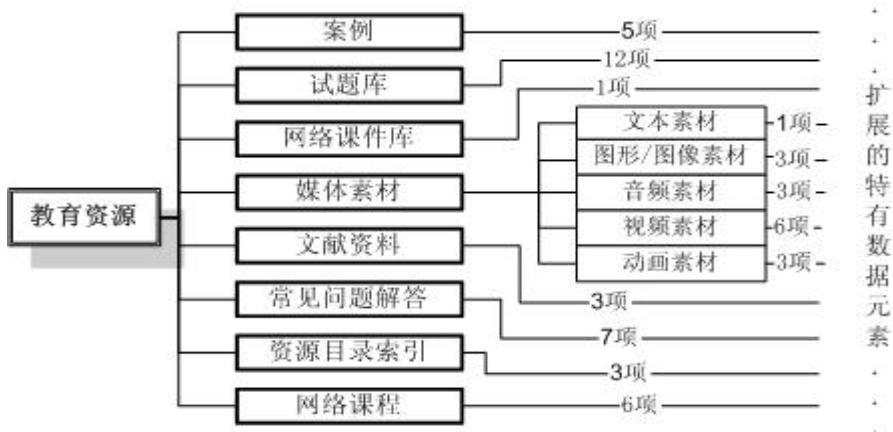 教育资源
案例
5项
试题库
12项
网络课件库
1项
媒体素材
文本素材
1项
图形/图像素材
3项
音频素材
3项
视频素材
6项
动画素材
3项
文献资料
3项
常见问题解答
7项
资源目录索引
3项
网络课程
6项
扩展的特有数据元素